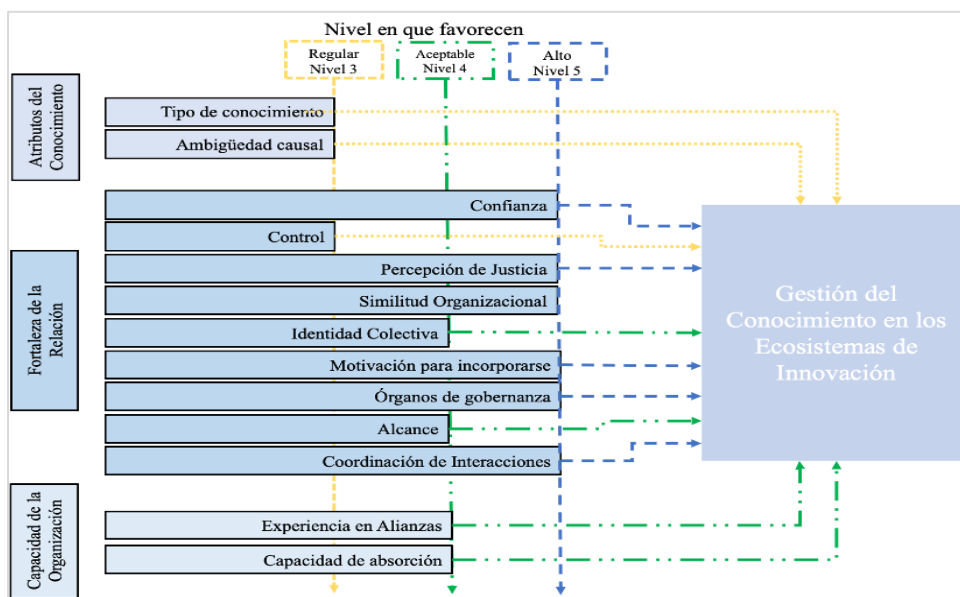 Nivel en que favorecen
Regular
Nivel 3
Aceptable
Nivel 4
Alto
Nivel 5
Atributos del
Conocimiento
Tipo de conocimiento
Ambigüedad causal
Fortaleza de la
Relación
Confianza
Control
Percepción de Justicia
Similitud Organizacional
Identidad Colectiva
Motivación para incorporarse
Órganos de gobernanza
Alcance
Coordinación de Interacciones
Gestión del
Conocimiento en los
Ecosistemas de
Innovación
Capacidad de la
Organización
Experiencia en Alianzas
Capacidad de absorción